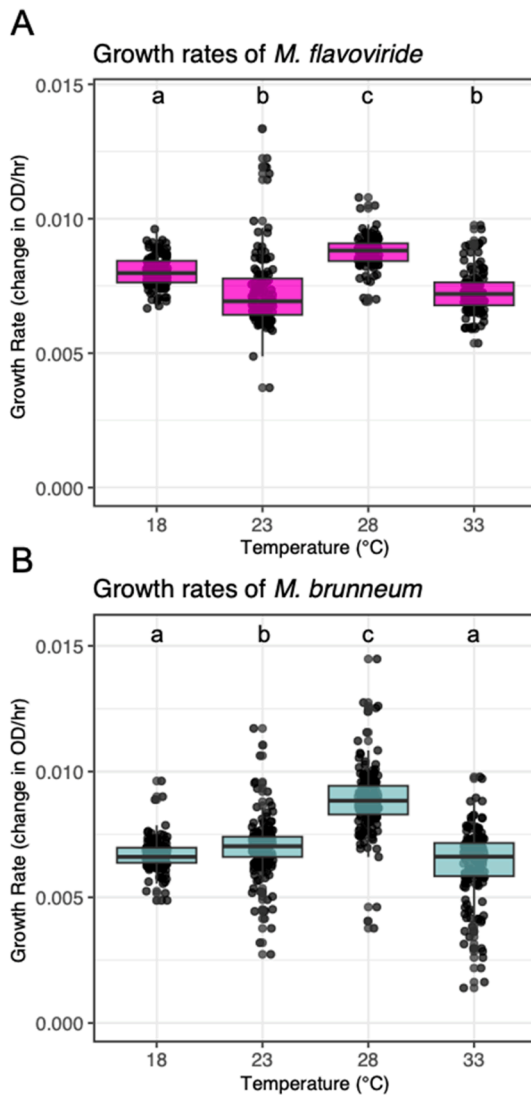 A
Growth rates of M. flavoviride
a b c b
0.015
0.010
0.005
0.000
Growth Rate (change in OD/hr)
18 23 28 33
Temperature (°C)
B
Growth rates of M. brunneum
a b c a
0.015
0.010
0.005
0.000
Growth Rate (change in OD/hr)
18 23 28 33
Temperature (°C)